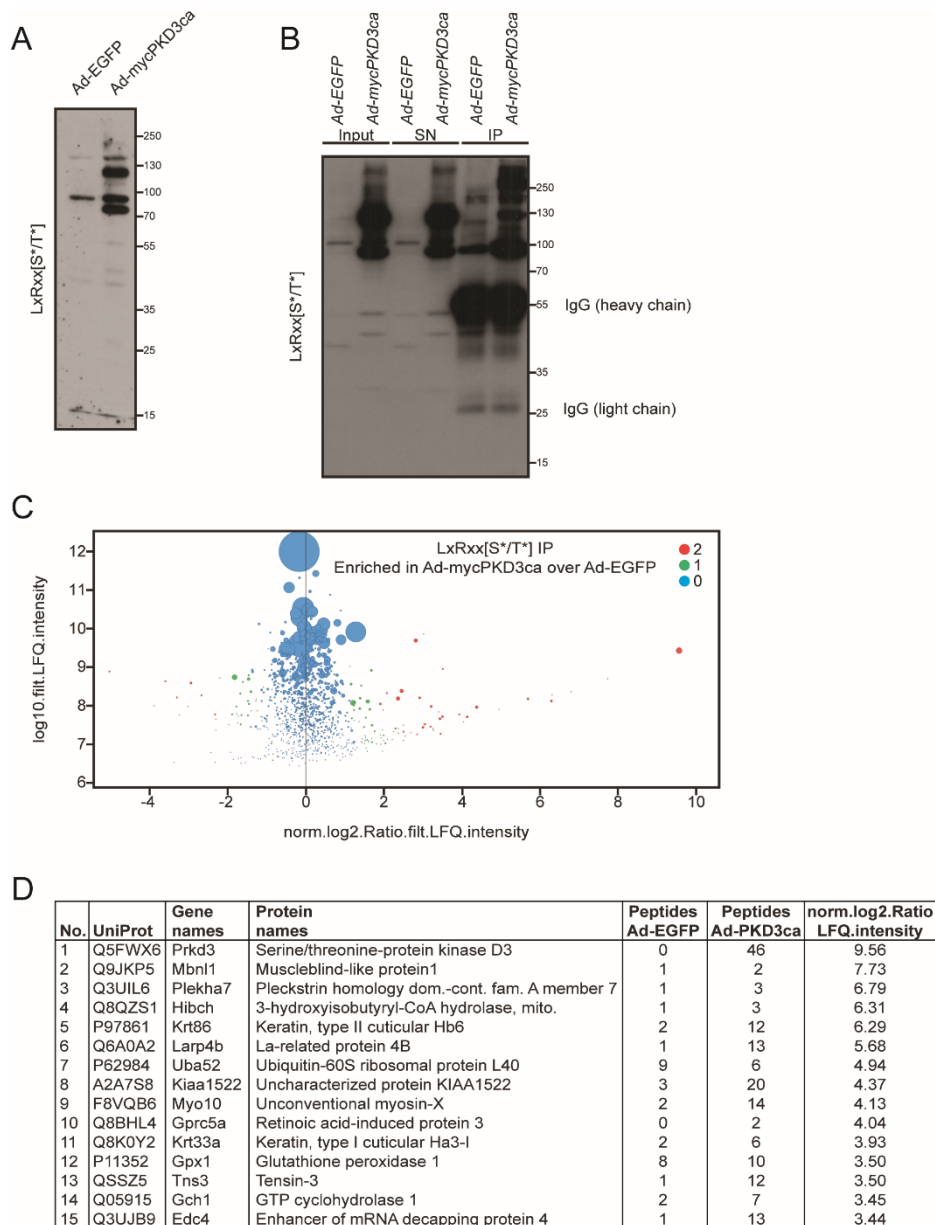 A
Ad-EGFP
Ad-mycPKD3ca
LxRxx[S*/T*]
250
130
100
70
55
35
25
15
B
Ad-EGFP
Ad-mycPKD3ca
Ad-EGFP
Ad-mycPKD3ca
Ad-EGFP
Ad-mycPKD3ca
Input SN IP
LxRxx[S*/T*]
250
130
100
70
55 IgG (heavy chain)
35
25 IgG (light chain)
15
C
LxRxx[S*/T*] IP
Enriched in Ad-mycPKD3ca over Ad-EGFP
2
1
0
log10.filt.LFQ.intensity
12
11
10
9
8
7
6
-4 -2 0 2 4 6 8 10
norm.log2.Ratio.filt.LFQ.intensity
D
No. UniProt Gene names Protein names Peptides Ad-EGFP Peptides Ad-PKD3ca norm.log2.Ratio LFQ.intensity
1 Q5FWX6 Prkd3 Serine/threonine-protein kinase D3 0 46 9.56
2 Q9JKP5 Mbnl1 Muscleblind-like protein1 1 2 7.73
3 Q3UIL6 Plekha7 Pleckstrin homology dom.-cont. fam. A member 7 1 3 6.79
4 Q8QZS1 Hibch 3-hydroxyisobutyryl-CoA hydrolase, mito. 1 3 6.31
5 P97861 Krt86 Keratin, type II cuticular Hb6 2 12 6.29
6 Q6A0A2 Larp4b La-related protein 4B 1 13 5.68
7 P62984 Uba52 Ubiquitin-60S ribosomal protein L40 9 6 4.94
8 A2A7S8 Kiaa1522 Uncharacterized protein KIAA1522 3 20 4.37
9 F8VQB6 Myo10 Unconventional myosin-X 2 14 4.13
10 Q8BHL4 Gprc5a Retinoic acid-induced protein 3 0 2 4.04
11 Q8K0Y2 Krt33a Keratin, type I cuticular Ha3-I 2 6 3.93
12 P11352 Gpx1 Glutathione peroxidase 1 8 10 3.50
13 QSSZ5 Tns3 Tensin-3 1 12 3.50
14 Q05915 Gch1 GTP cyclohydrolase 1 2 7 3.45
15 Q3UJB9 Edc4 Enhancer of mRNA decapping protein 4 1 13 3.44